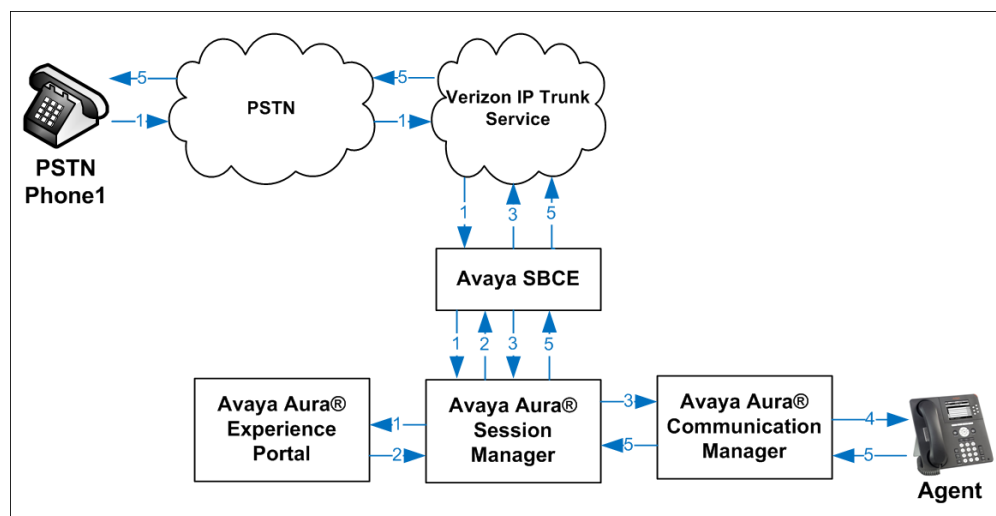 5
5
PSTN
Verizon IP Trunk
Service
1
1
PSTN
Phone1
1
3
5
Avaya SBCE
1
2
3
5
Avaya Aura®
Experience
Portal
1
2
Avaya Aura®
Session
Manager
3
5
Avaya Aura®
Communication
Manager
4
5
Agent